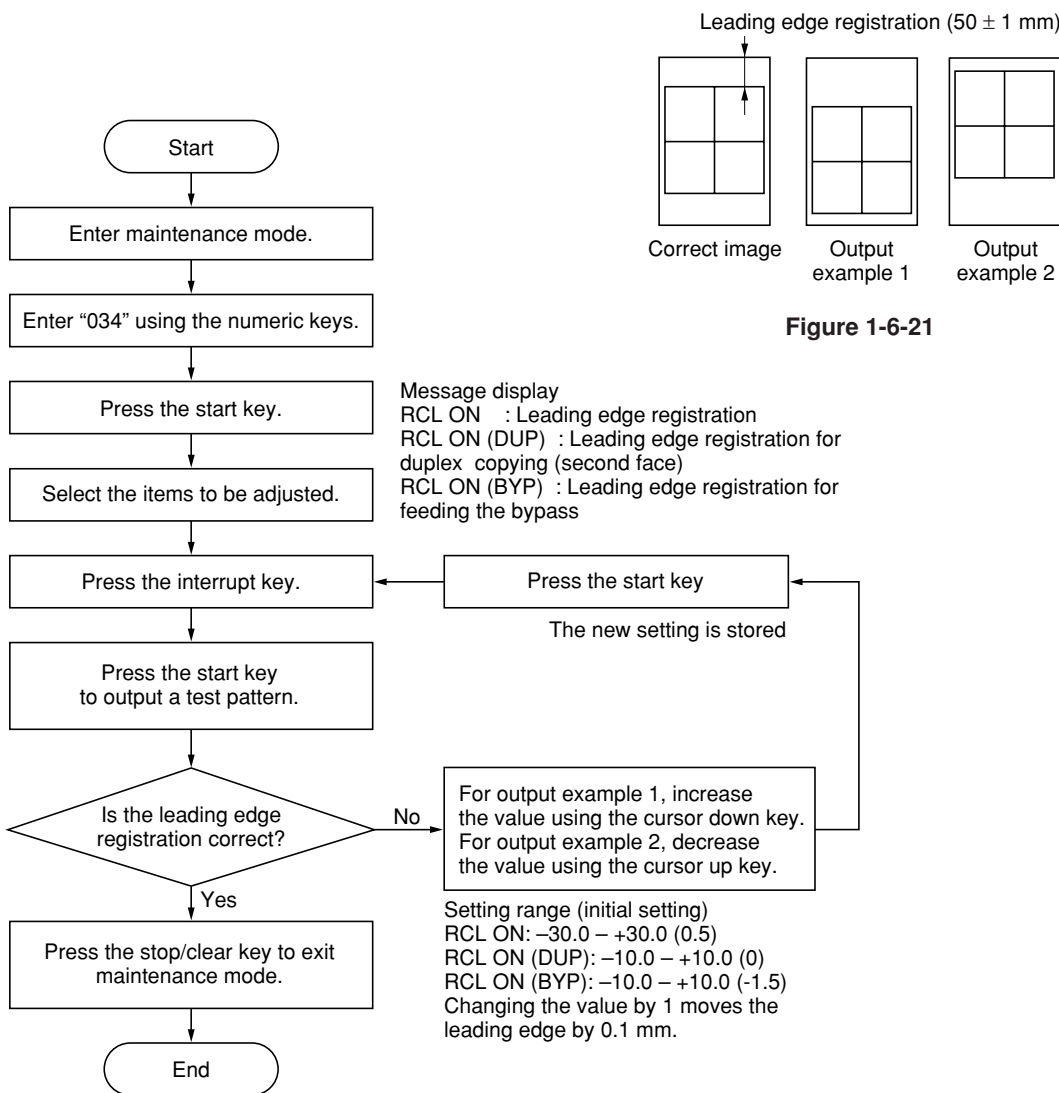 Leading edge registration (50 ± 1 mm)
Correct image
Output
example 1
Output
example 2
Figure 1-6-21
Start
Enter maintenance mode.
Enter “034” using the numeric keys.
Press the start key.
Message display
RCL ON : Leading edge registration
RCL ON (DUP) : Leading edge registration for
duplex copying (second face)
RCL ON (BYP) : Leading edge registration for
feeding the bypass
Select the items to be adjusted.
Press the interrupt key.
Press the start key
The new setting is stored
Press the start key
to output a test pattern.
Is the leading edge
registration correct?
No
For output example 1, increase
the value using the cursor down key.
For output example 2, decrease
the value using the cursor up key.
Yes
Setting range (initial setting)
RCL ON: –30.0 – +30.0 (0.5)
RCL ON (DUP): –10.0 – +10.0 (0)
RCL ON (BYP): –10.0 – +10.0 (-1.5)
Changing the value by 1 moves the
leading edge by 0.1 mm.
Press the stop/clear key to exit
maintenance mode.
End